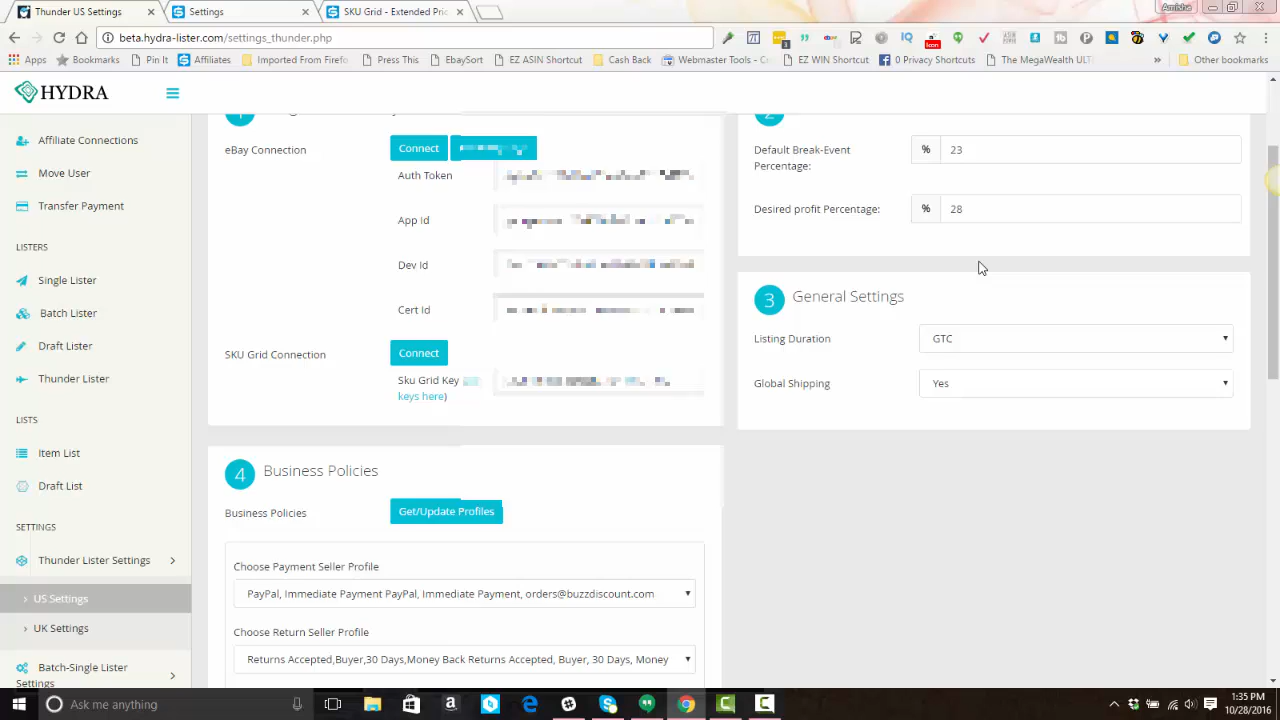 Thunder US Settings
Settings
SKU Grid - Extended Pric
Amisha
beta.hydra-lister.com/settings_thunder.php
Apps
Bookmarks
Pin It
Affiliates
Imported From Firefo
Press This
EbaySort
EZ ASIN Shortcut
Cash Back
Webmaster Tools - C
EZ WIN Shortcut
0 Privacy Shortcuts
The MegaWealth ULTI
»
Other bookmarks
HYDRA
Affiliate Connections
Move User
Transfer Payment
LISTERS
Single Lister
Batch Lister
Draft Lister
Thunder Lister
LISTS
Item List
Draft List
SETTINGS
Thunder Lister Settings
US Settings
UK Settings
Batch-Single Lister
Settings
eBay Connection
Connect
Auth Token
App Id
Dev Id
Cert Id
SKU Grid Connection
Connect
Sku Grid Key
keys here)
2
Default Break-Event
Percentage:
% 23
Desired profit Percentage:
% 28
3 General Settings
Listing Duration
GTC
Global Shipping
Yes
4 Business Policies
Business Policies
Get/Update Profiles
Choose Payment Seller Profile
PayPal, Immediate Payment PayPal, Immediate Payment, orders@buzzdiscount.com
Choose Return Seller Profile
Returns Accepted,Buyer,30 Days,Money Back Returns Accepted, Buyer, 30 Days, Money
Ask me anything
1:35 PM
10/28/2016